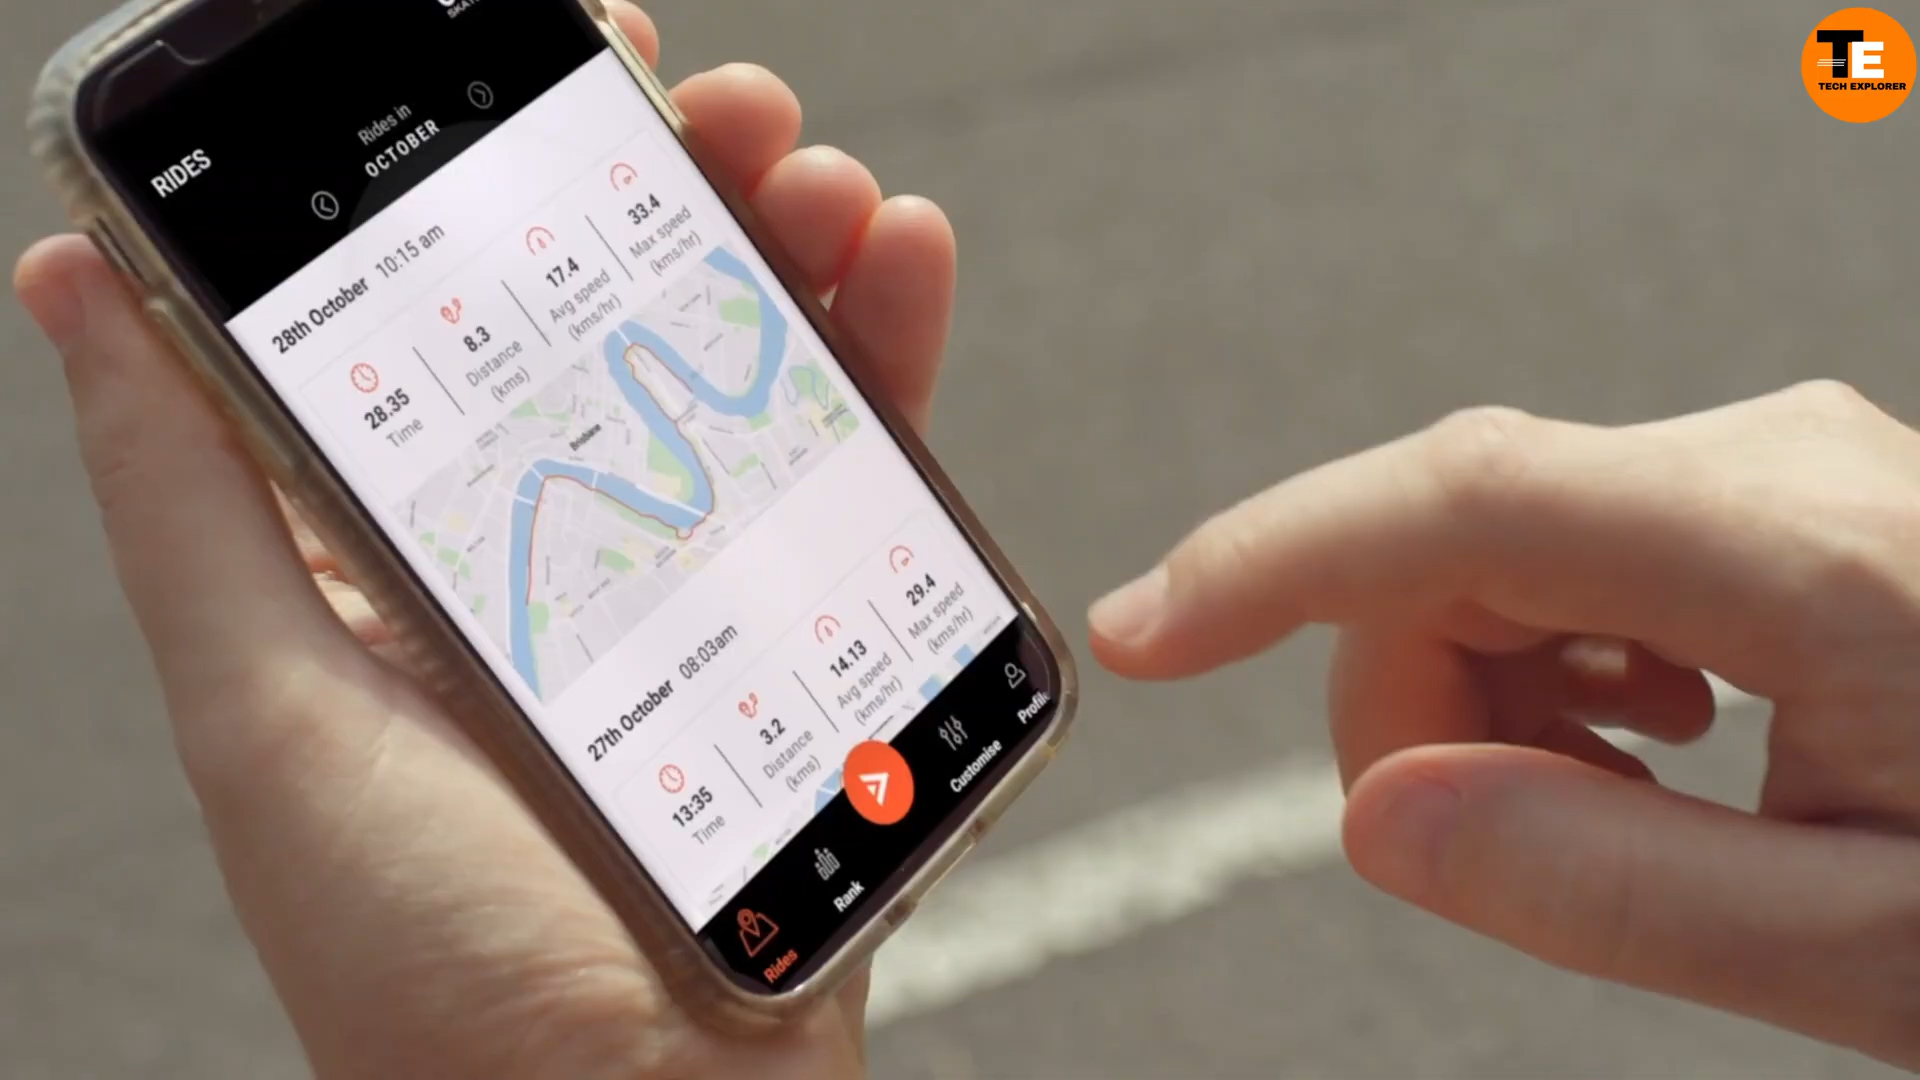 TE
TECH EXPLORER
RIDES
Rides in
OCTOBER
28th October 10:15 am
28.35
Time
8.3
Distance
(kms)
17.4
Avg speed
(kms/hr)
33.4
Max speed
(kms/hr)
Brisbane
27th October 08:03am
13:35
Time
3.2
Distance
(kms)
14.13
Avg speed
(kms/hr)
29.4
Max speed
(kms/hr)
Rides
Rank
Customise